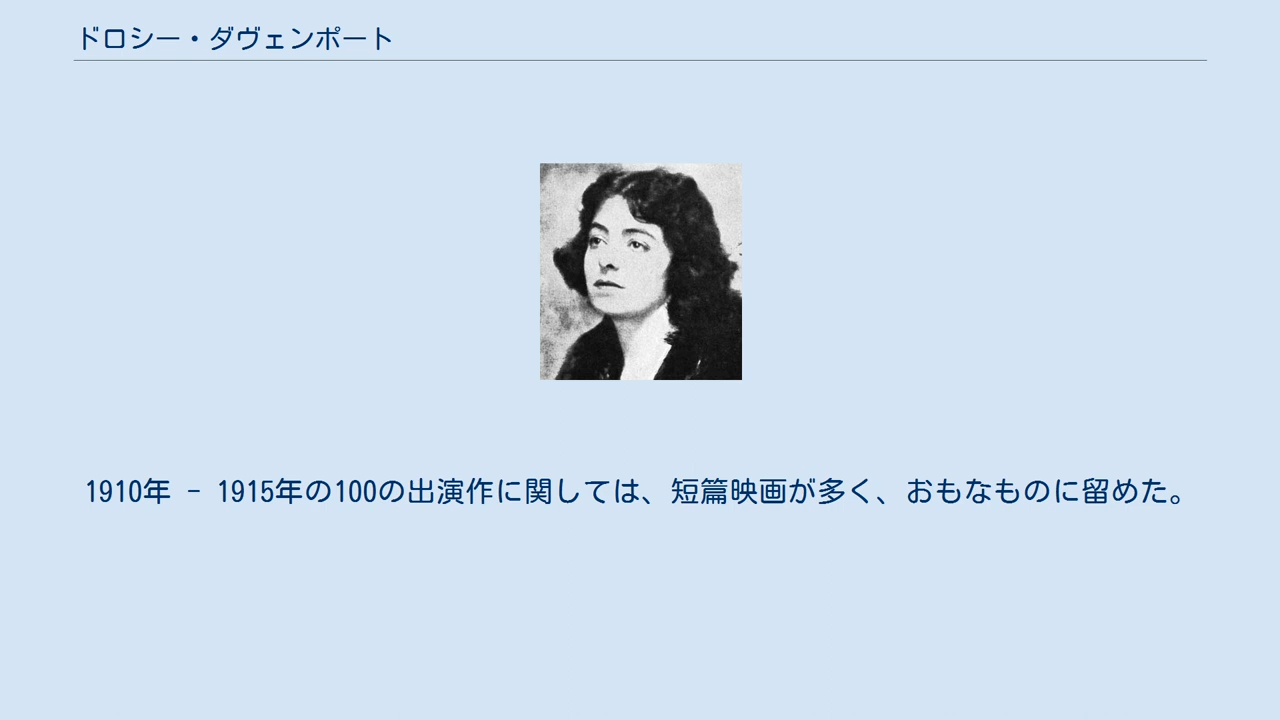 ドロシー・ダヴェンポート
1910年 - 1915年の100の出演作に関しては、短篇映画が多く、おもなものに留めた。